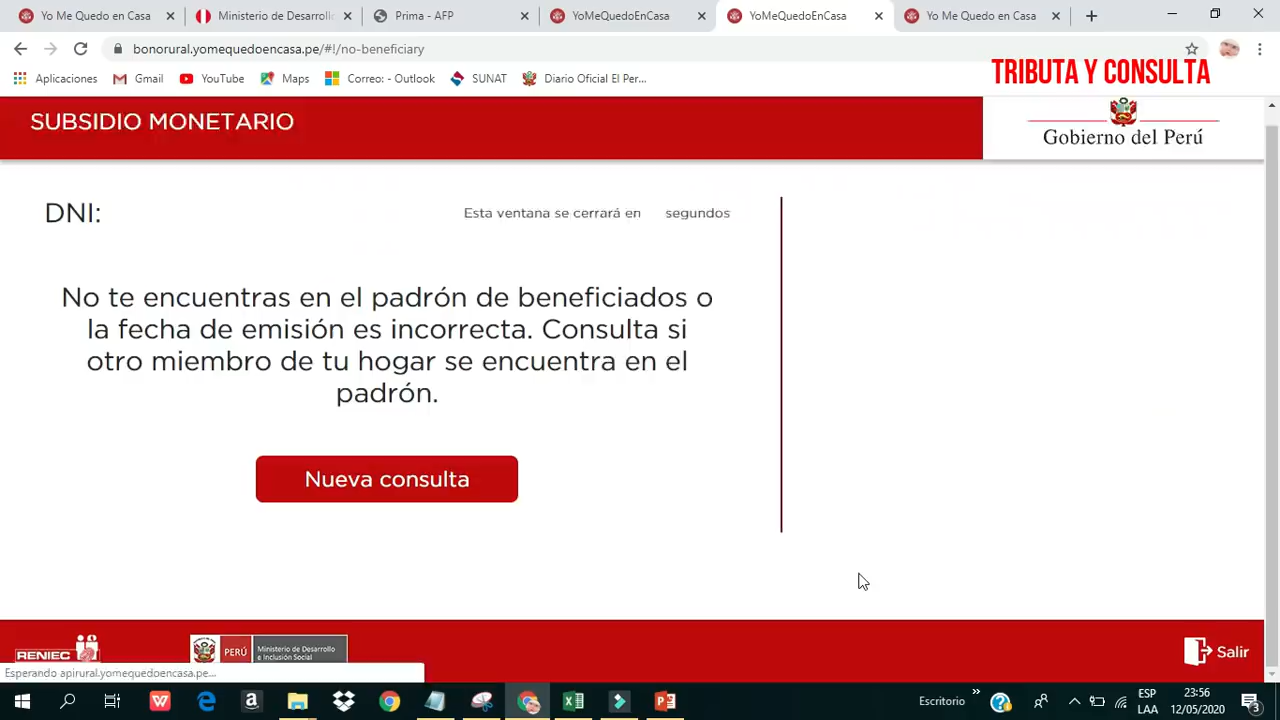 Yo Me Quedo en Casa
Ministerio de Desarroll
Prima - AFP
YoMeQuedoEnCasa
YoMeQuedoEnCasa
Yo Me Quedo en Casa
bonorural.yomequedoencasa.pe/#!/no-beneficiary
Aplicaciones
Gmail
YouTube
Maps
Correo: - Outlook
SUNAT
Diario Oficial El Per...
TRIBUTA Y CONSULTA
SUBSIDIO MONETARIO
Gobierno del Perú
DNI:
Esta ventana se cerrará en segundos
No te encuentras en el padrón de beneficiados o
la fecha de emisión es incorrecta. Consulta si
otro miembro de tu hogar se encuentra en el
padrón.
Nueva consulta
RENIEC
PERÚ
Ministerio de Desarrollo
e Inclusión Social
Salir
Esperando apirural.yomequedoencasa.pe...
Escritorio
ESP
LAA
23:56
12/05/2020
3